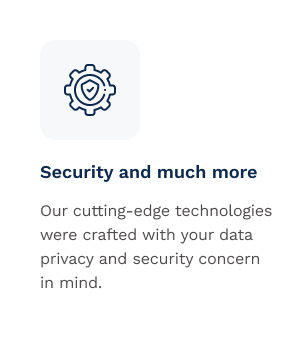 Security and much more
Our cutting-edge technologies
were crafted with your data
privacy and security concern
in mind.